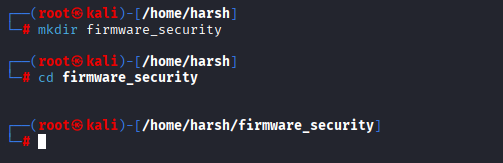 ┌──(root㉿kali)-[/home/harsh]
└─# mkdir firmware_security
┌──(root㉿kali)-[/home/harsh]
└─# cd firmware_security
┌──(root㉿kali)-[/home/harsh/firmware_security]
└─#